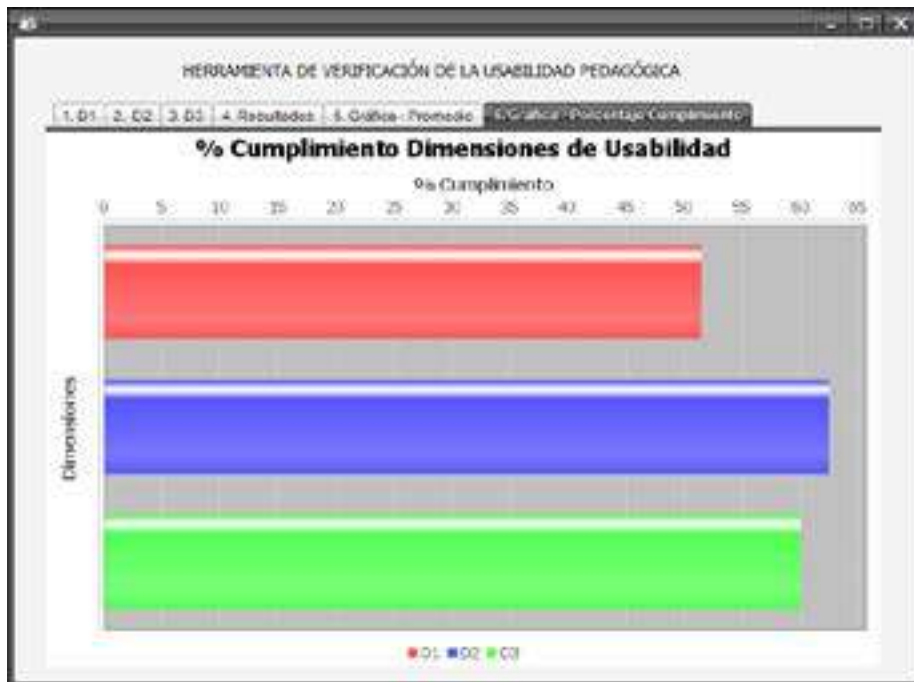 HERRAMIENTA DE VERIFICACIÓN DE LA USABILIDAD PEDAGÓGICA
1. D1 2. D2 3. D3 4. Resultados 5. Gráfica - Promedio 6. Gráfica - Porcentaje Cumplimiento
% Cumplimiento Dimensiones de Usabilidad
% Cumplimiento
0 5 10 15 20 25 30 35 40 45 50 55 60 65
Dimensiones
D1 D2 D3